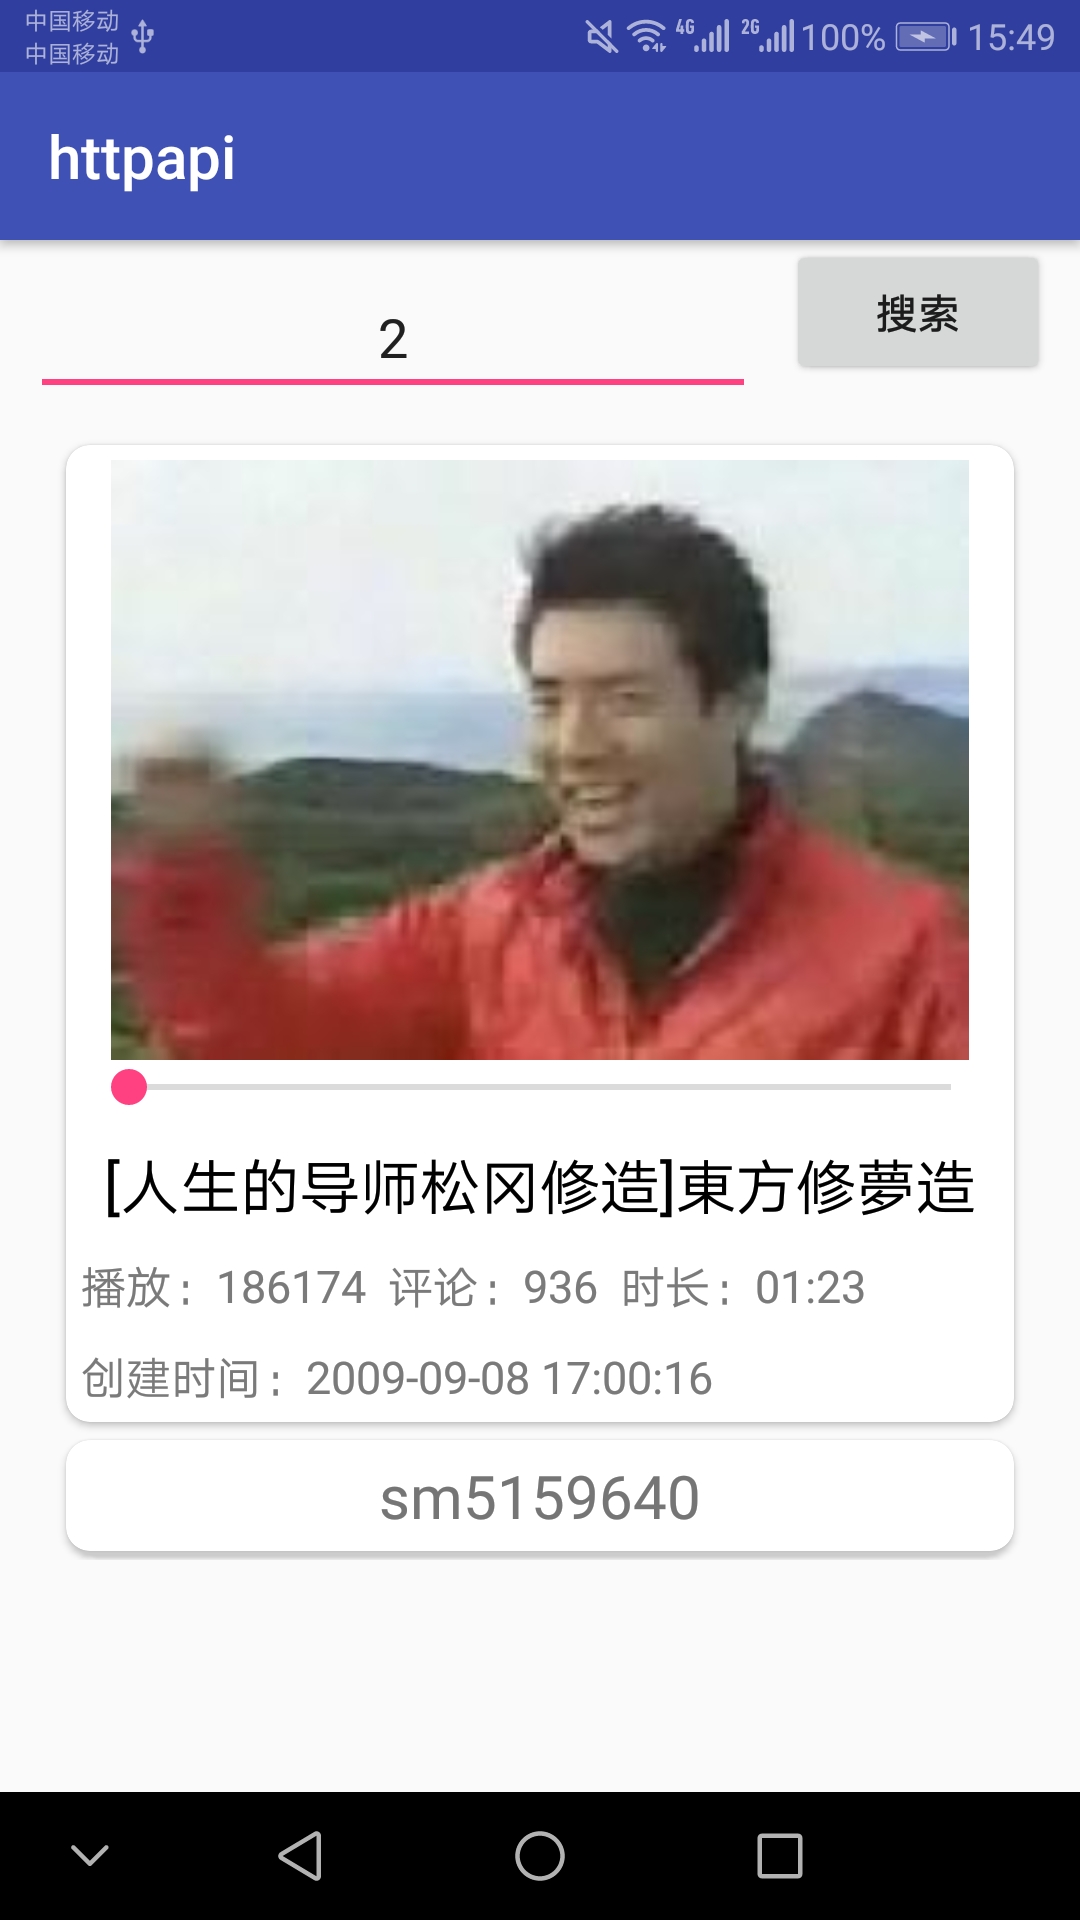 中国移动
中国移动
4G 2G 100% 15:49
httpapi
2
搜索
[人生的导师松冈修造]東方修夢造
播放：186174 评论：936 时长：01:23
创建时间：2009-09-08 17:00:16
sm5159640